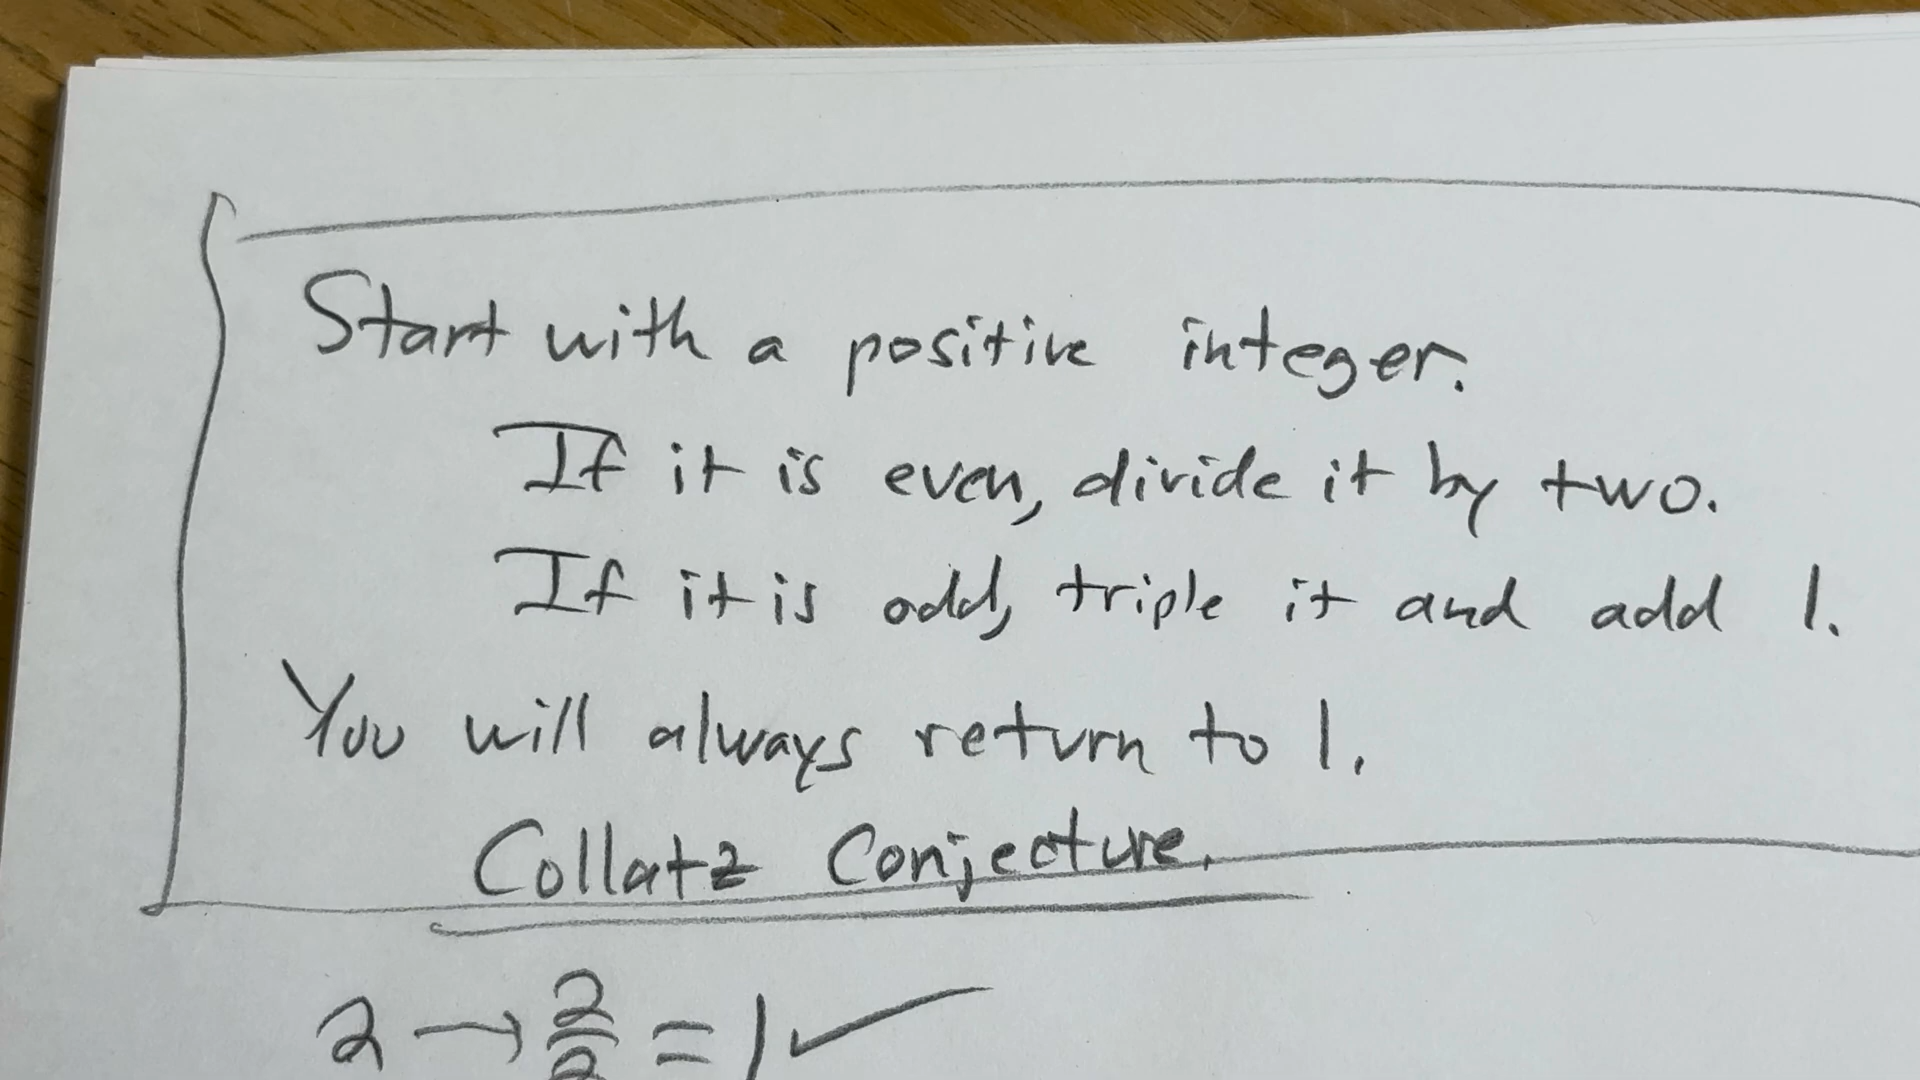 Start with a positive integer.
If it is even, divide it by two.
If it is odd, triple it and add 1.
You will always return to 1.
Collatz Conjecture.
2 → 2/2 = 1 ✓